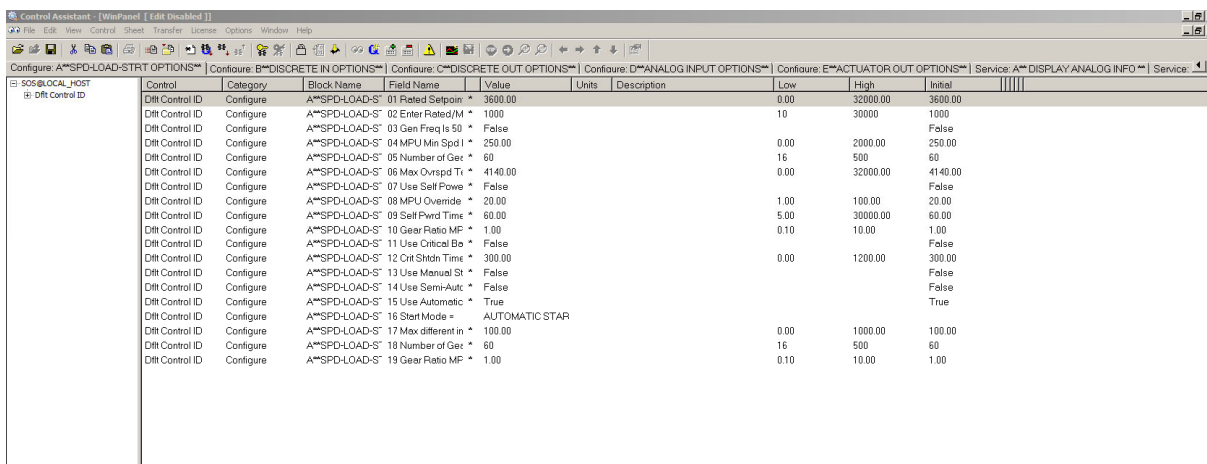 Control Assistant - [WinPanel [ Edit Disabled ]]
File Edit View Control Sheet Transfer License Options Window Help
Configure: A**SPD-LOAD-STRT OPTIONS** Configure: B**DISCRETE IN OPTIONS** Configure: C**DISCRETE OUT OPTIONS** Configure: D**ANALOG INPUT OPTIONS** Configure: E**ACTUATOR OUT OPTIONS** Service: A** DISPLAY ANALOG INFO ** Service:
SOS@LOCAL_HOST
Dflt Control ID
Control Category Block Name Field Name Value Units Description Low High Initial
Dflt Control ID Configure A**SPD-LOAD-S 01 Rated Setpoin * 3600.00 0.00 32000.00 3600.00
Dflt Control ID Configure A**SPD-LOAD-S 02 Enter Rated/M * 1000 10 30000 1000
Dflt Control ID Configure A**SPD-LOAD-S 03 Gen Freq Is 50 * False False
Dflt Control ID Configure A**SPD-LOAD-S 04 MPU Min Spd * 250.00 0.00 2000.00 250.00
Dflt Control ID Configure A**SPD-LOAD-S 05 Number of Gea * 60 16 500 60
Dflt Control ID Configure A**SPD-LOAD-S 06 Max Ovrspd Te * 4140.00 0.00 32000.00 4140.00
Dflt Control ID Configure A**SPD-LOAD-S 07 Use Self Powe * False False
Dflt Control ID Configure A**SPD-LOAD-S 08 MPU Override * 20.00 1.00 100.00 20.00
Dflt Control ID Configure A**SPD-LOAD-S 09 Self Pwrd Time * 60.00 5.00 30000.00 60.00
Dflt Control ID Configure A**SPD-LOAD-S 10 Gear Ratio MP * 1.00 0.10 10.00 1.00
Dflt Control ID Configure A**SPD-LOAD-S 11 Use Critical Ba * False False
Dflt Control ID Configure A**SPD-LOAD-S 12 Crit Shtdn Time * 300.00 0.00 1200.00 300.00
Dflt Control ID Configure A**SPD-LOAD-S 13 Use Manual St * False False
Dflt Control ID Configure A**SPD-LOAD-S 14 Use Semi-Auto * False False
Dflt Control ID Configure A**SPD-LOAD-S 15 Use Automatic * True True
Dflt Control ID Configure A**SPD-LOAD-S 16 Start Mode = AUTOMATIC STAR
Dflt Control ID Configure A**SPD-LOAD-S 17 Max different in * 100.00 0.00 1000.00 100.00
Dflt Control ID Configure A**SPD-LOAD-S 18 Number of Gea * 60 16 500 60
Dflt Control ID Configure A**SPD-LOAD-S 19 Gear Ratio MP * 1.00 0.10 10.00 1.00